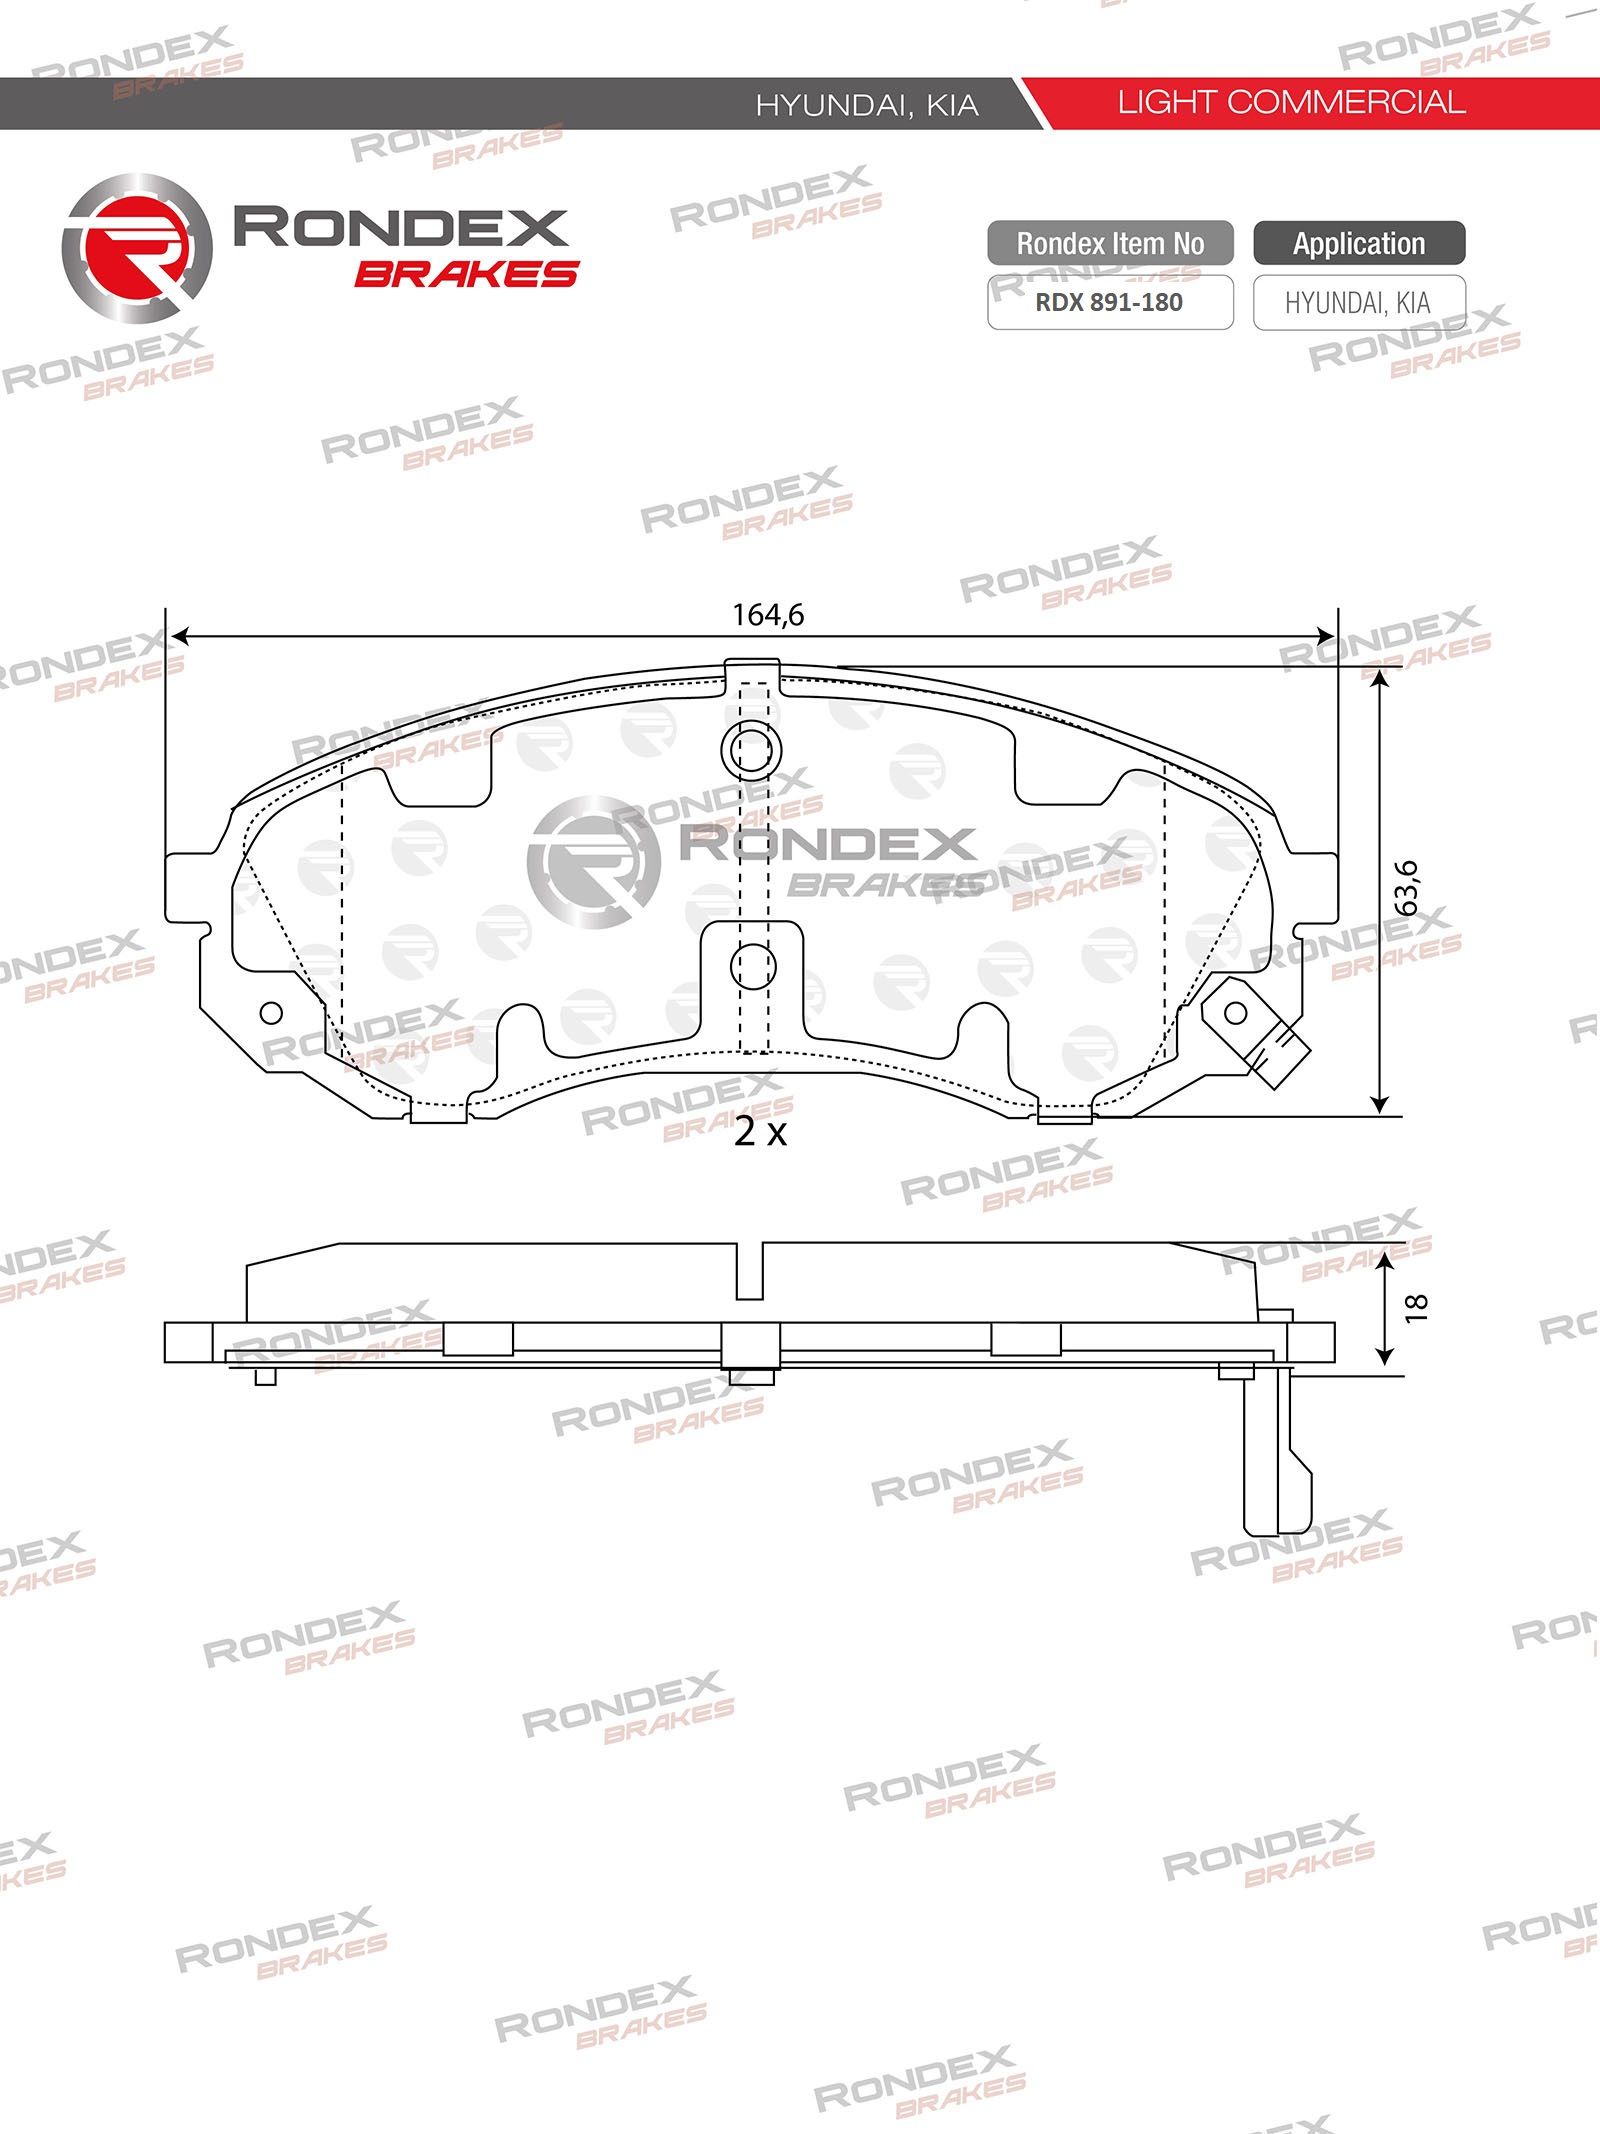 HYUNDAI, KIA
LIGHT COMMERCIAL
RONDEX
BRAKES
Rondex Item No
Application
RDX 891-180
HYUNDAI, KIA
164,6
63,6
RONDEX
BRAKES
2 x
18